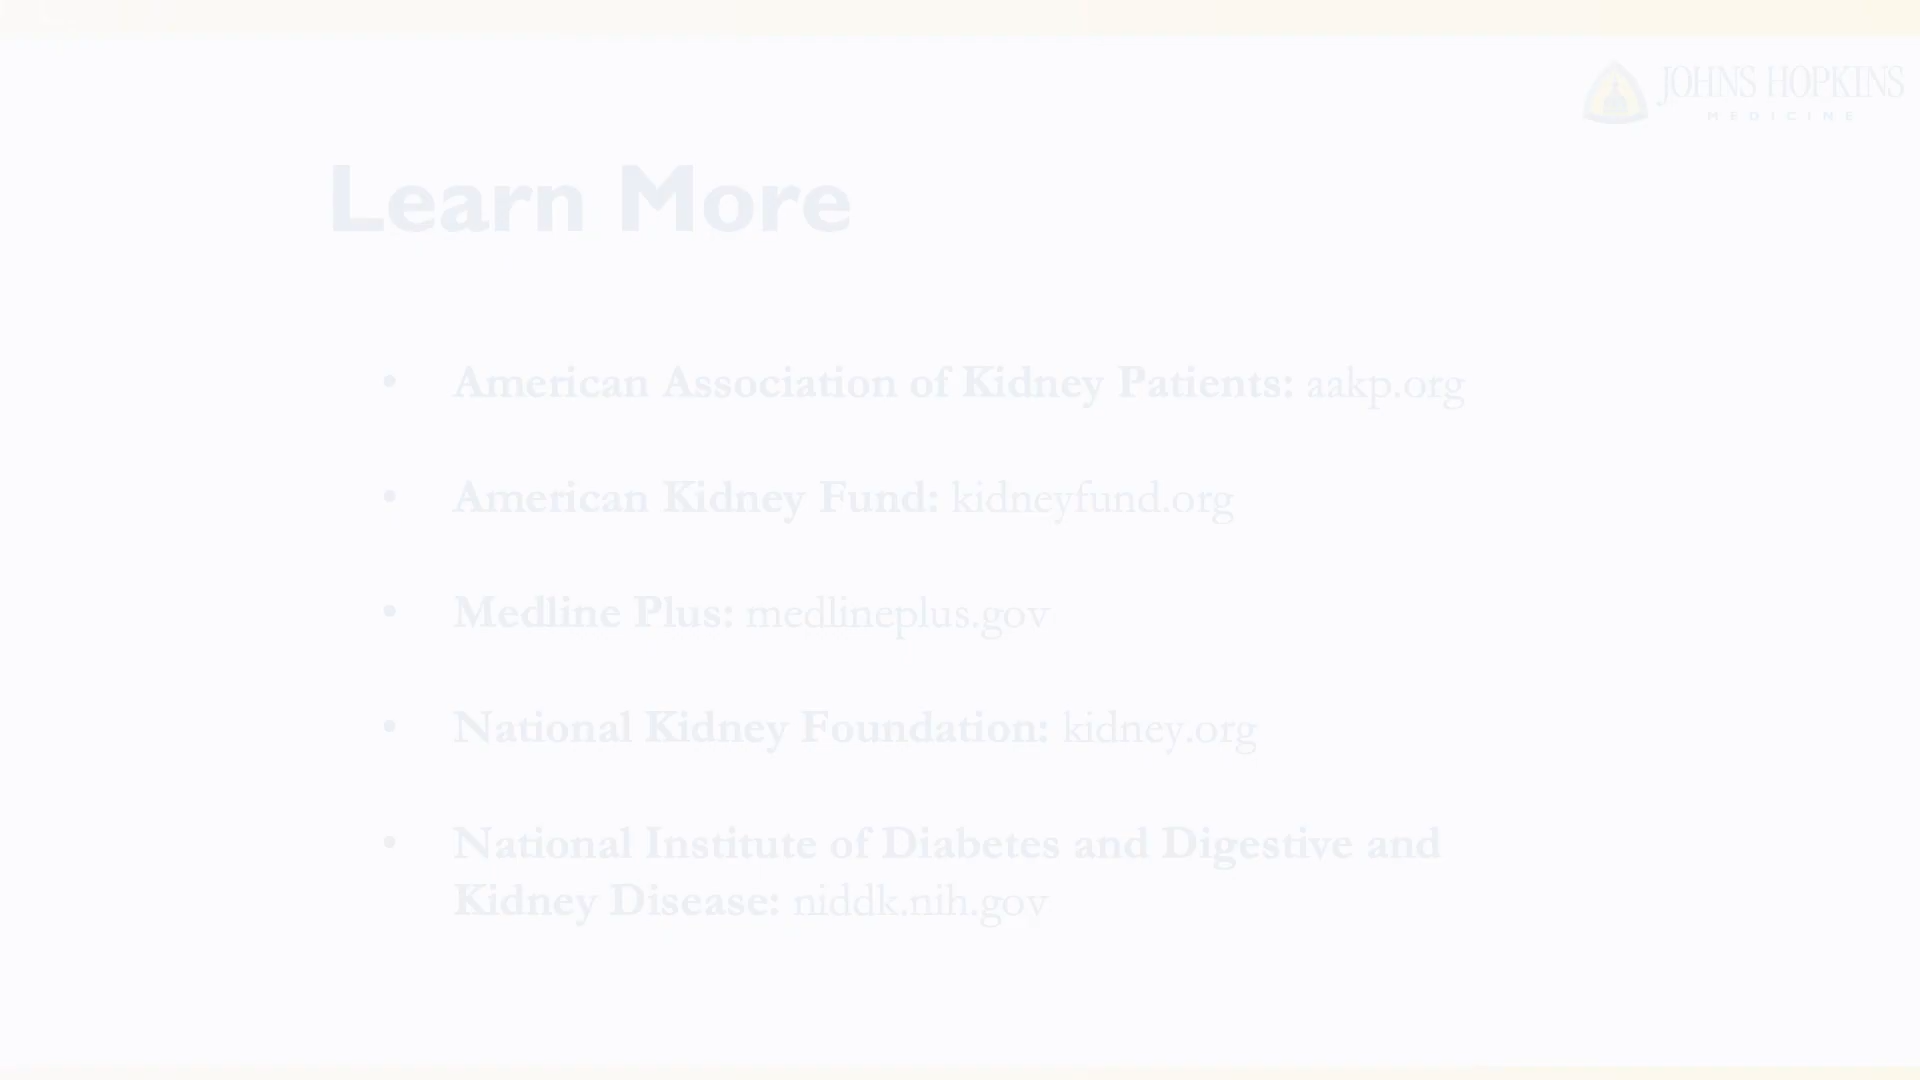 JOHNS HOPKINS
MEDICINE
Learn More
• American Association of Kidney Patients: aakp.org
• American Kidney Fund: kidneyfund.org
• Medline Plus: medlineplus.gov
• National Kidney Foundation: kidney.org
• National Institute of Diabetes and Digestive and
Kidney Disease: niddk.nih.gov